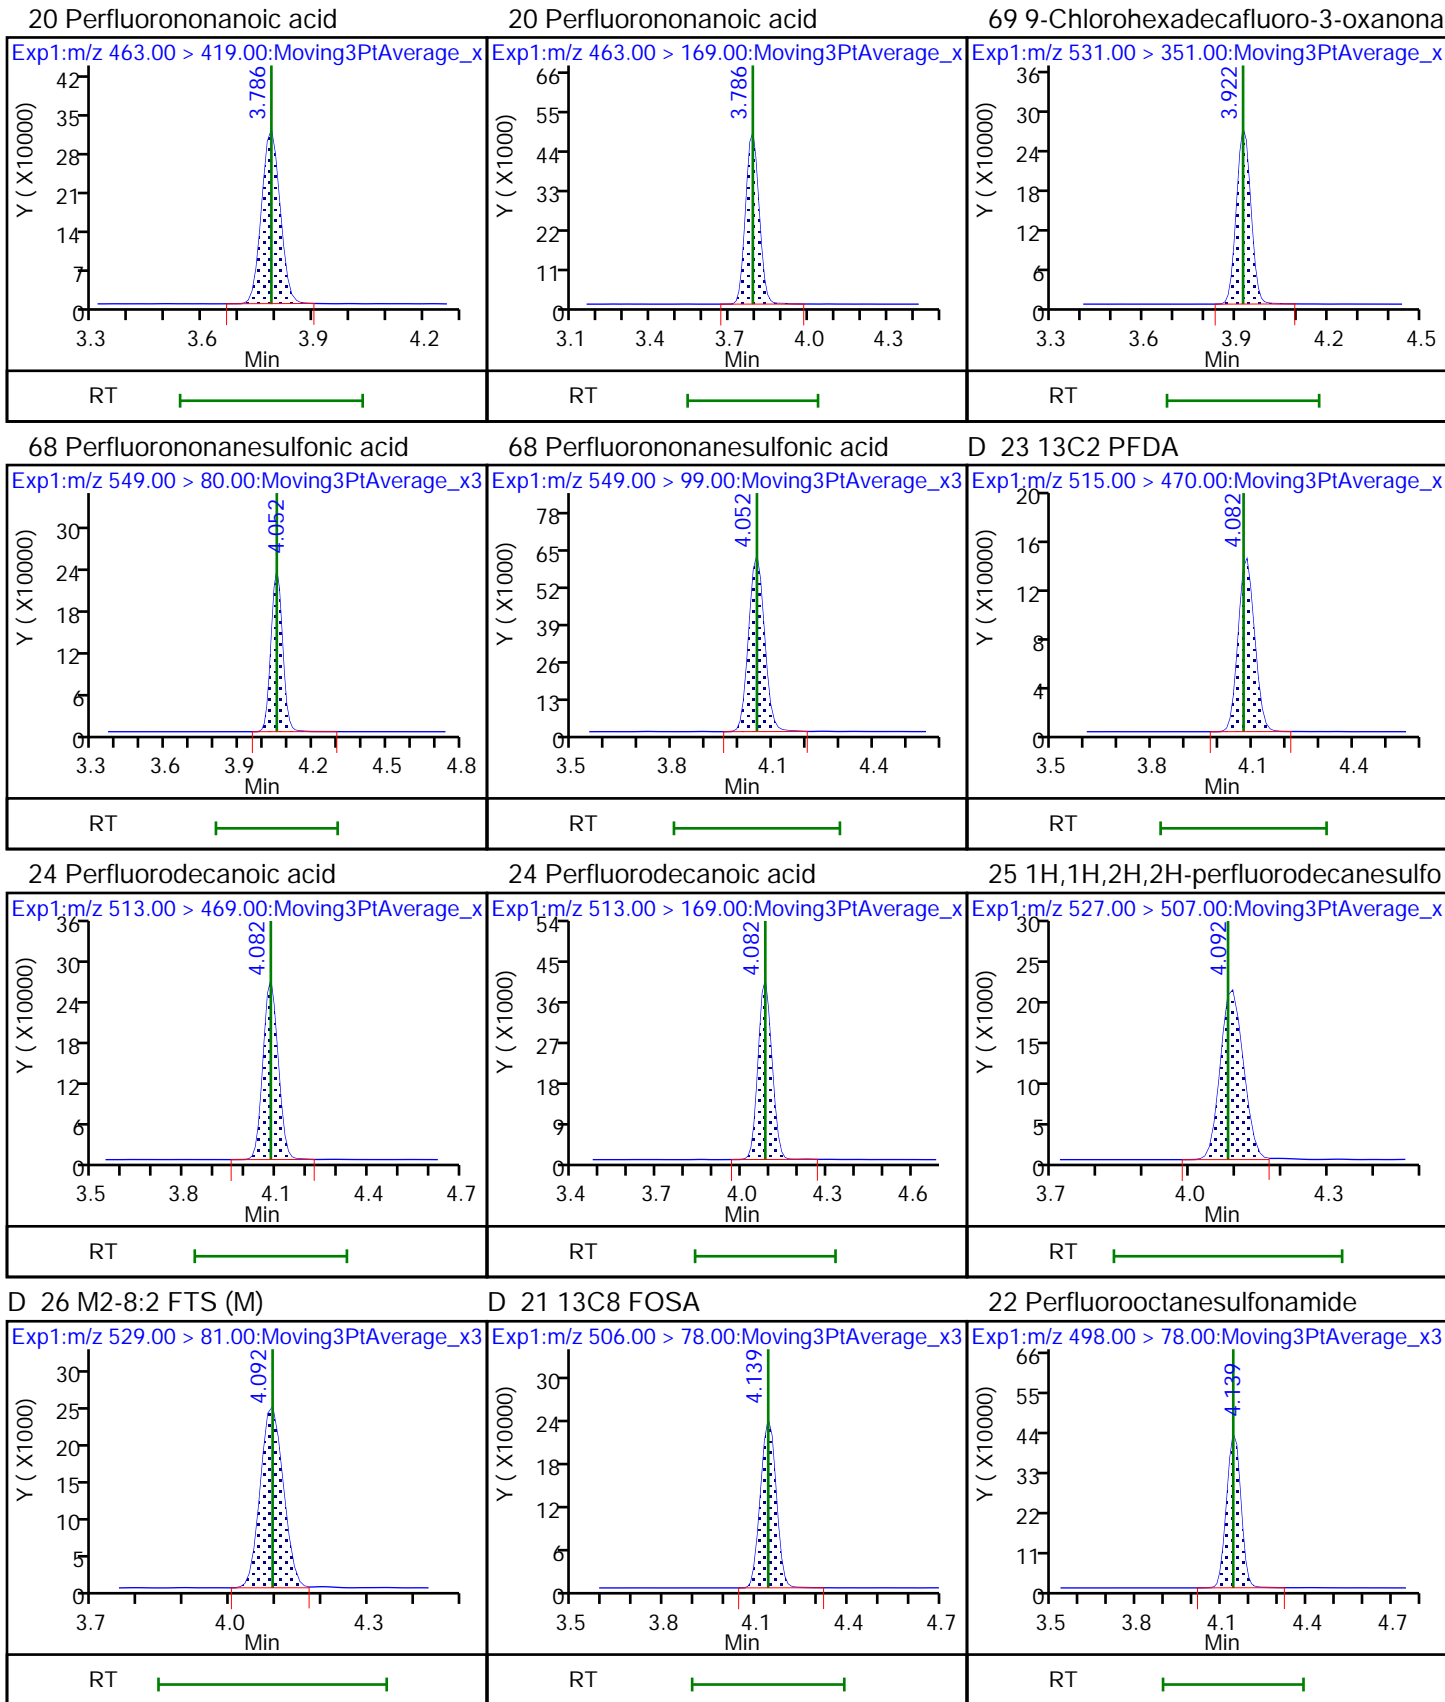 20 Perfluorononanoic acid
Exp1:m/z 463.00 > 419.00:Moving3PtAverage_x
3.786
Y ( X10000)
42
35
28
21
14
7
0
3.3 3.6 3.9 4.2
Min
RT
20 Perfluorononanoic acid
Exp1:m/z 463.00 > 169.00:Moving3PtAverage_x
3.786
Y ( X1000)
66
55
44
33
22
11
0
3.1 3.4 3.7 4.0 4.3
Min
RT
69 9-Chlorohexadecafluoro-3-oxanona
Exp1:m/z 531.00 > 351.00:Moving3PtAverage_x
3.922
Y ( X10000)
36
30
24
18
12
6
0
3.3 3.6 3.9 4.2 4.5
Min
RT
68 Perfluorononanesulfonic acid
Exp1:m/z 549.00 > 80.00:Moving3PtAverage_x3
4.052
Y ( X10000)
30
24
18
12
6
0
3.3 3.6 3.9 4.2 4.5 4.8
Min
RT
68 Perfluorononanesulfonic acid
Exp1:m/z 549.00 > 99.00:Moving3PtAverage_x3
4.052
Y ( X1000)
78
65
52
39
26
13
0
3.5 3.8 4.1 4.4
Min
RT
D 23 13C2 PFDA
Exp1:m/z 515.00 > 470.00:Moving3PtAverage_x
4.082
Y ( X10000)
20
16
12
8
4
0
3.5 3.8 4.1 4.4
Min
RT
24 Perfluorodecanoic acid
Exp1:m/z 513.00 > 469.00:Moving3PtAverage_x
4.082
Y ( X10000)
36
30
24
18
12
6
0
3.5 3.8 4.1 4.4 4.7
Min
RT
24 Perfluorodecanoic acid
Exp1:m/z 513.00 > 169.00:Moving3PtAverage_x
4.082
Y ( X1000)
54
45
36
27
18
9
0
3.4 3.7 4.0 4.3 4.6
Min
RT
25 1H,1H,2H,2H-perfluorodecanesulfo
Exp1:m/z 527.00 > 507.00:Moving3PtAverage_x
4.092
Y ( X1000)
30
25
20
15
10
5
0
3.7 4.0 4.3
Min
RT
D 26 M2-8:2 FTS (M)
Exp1:m/z 529.00 > 81.00:Moving3PtAverage_x3
4.092
Y ( X1000)
30
25
20
15
10
5
0
3.7 4.0 4.3
Min
RT
D 21 13C8 FOSA
Exp1:m/z 506.00 > 78.00:Moving3PtAverage_x3
4.139
Y ( X10000)
30
24
18
12
6
0
3.5 3.8 4.1 4.4 4.7
Min
RT
22 Perfluorooctanesulfonamide
Exp1:m/z 498.00 > 78.00:Moving3PtAverage_x3
4.139
Y ( X10000)
66
55
44
33
22
11
0
3.5 3.8 4.1 4.4 4.7
Min
RT